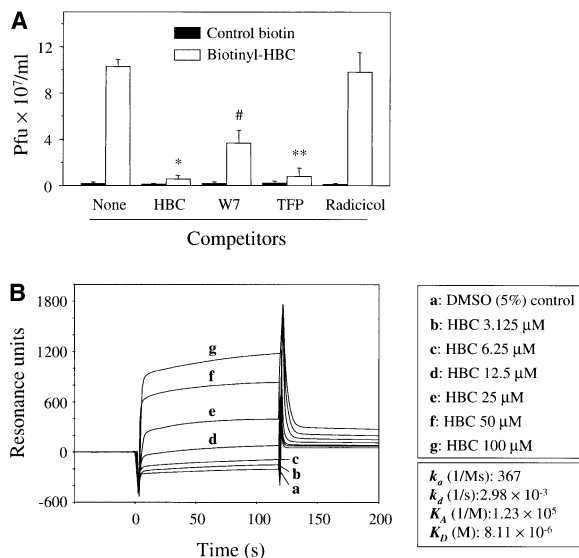 A
Control biotin
Biotinyl-HBC
Pfu × 10⁷/ml
12
8
4
0
*
#
**
None
HBC
W7
TFP
Radicicol
Competitors
B
Resonance units
1800
1200
600
0
-600
g
f
e
d
c
b
a
0
50
100
150
200
Time (s)
a: DMSO (5%) control
b: HBC 3.125 µM
c: HBC 6.25 µM
d: HBC 12.5 µM
e: HBC 25 µM
f: HBC 50 µM
g: HBC 100 µM
kₐ (1/Ms): 367
k_d (1/s):2.98 × 10⁻³
K_A (1/M):1.23 × 10⁵
K_D (M): 8.11 × 10⁻⁶